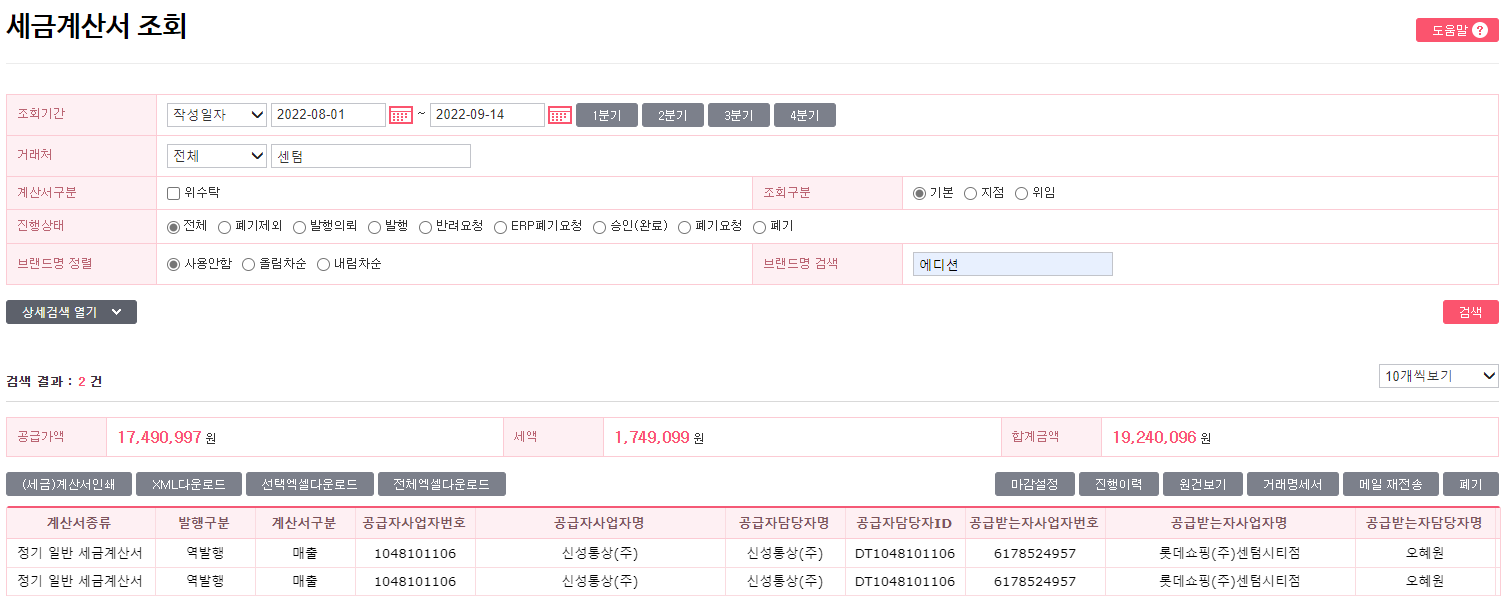 세금계산서 조회
도움말 ?
조회기간 작성일자 2022-08-01 ~ 2022-09-14 1분기 2분기 3분기 4분기
거래처 전체 센텀
계산서구분 위수탁 조회구분 기본 지점 위임
진행상태 전체 폐기제외 발행의뢰 발행 반려요청 ERP폐기요청 승인(완료) 폐기요청 폐기
브랜드명 정렬 사용안함 올림차순 내림차순 브랜드명 검색 에디션
상세검색 열기 검색
검색 결과 : 2 건 10개씩보기
공급가액 17,490,997 원 세액 1,749,099 원 합계금액 19,240,096 원
(세금)계산서인쇄 XML다운로드 선택엑셀다운로드 전체엑셀다운로드 마감설정 진행이력 원건보기 거래명세서 메일 재전송 폐기
계산서종류 발행구분 계산서구분 공급자사업자번호 공급자사업자명 공급자담당자명 공급자담당자ID 공급받는자사업자번호 공급받는자사업자명 공급받는자담당자명
정기 일반 세금계산서 역발행 매출 1048101106 신성통상(주) 신성통상(주) DT1048101106 6178524957 롯데쇼핑(주)센텀시티점 오혜원
정기 일반 세금계산서 역발행 매출 1048101106 신성통상(주) 신성통상(주) DT1048101106 6178524957 롯데쇼핑(주)센텀시티점 오혜원